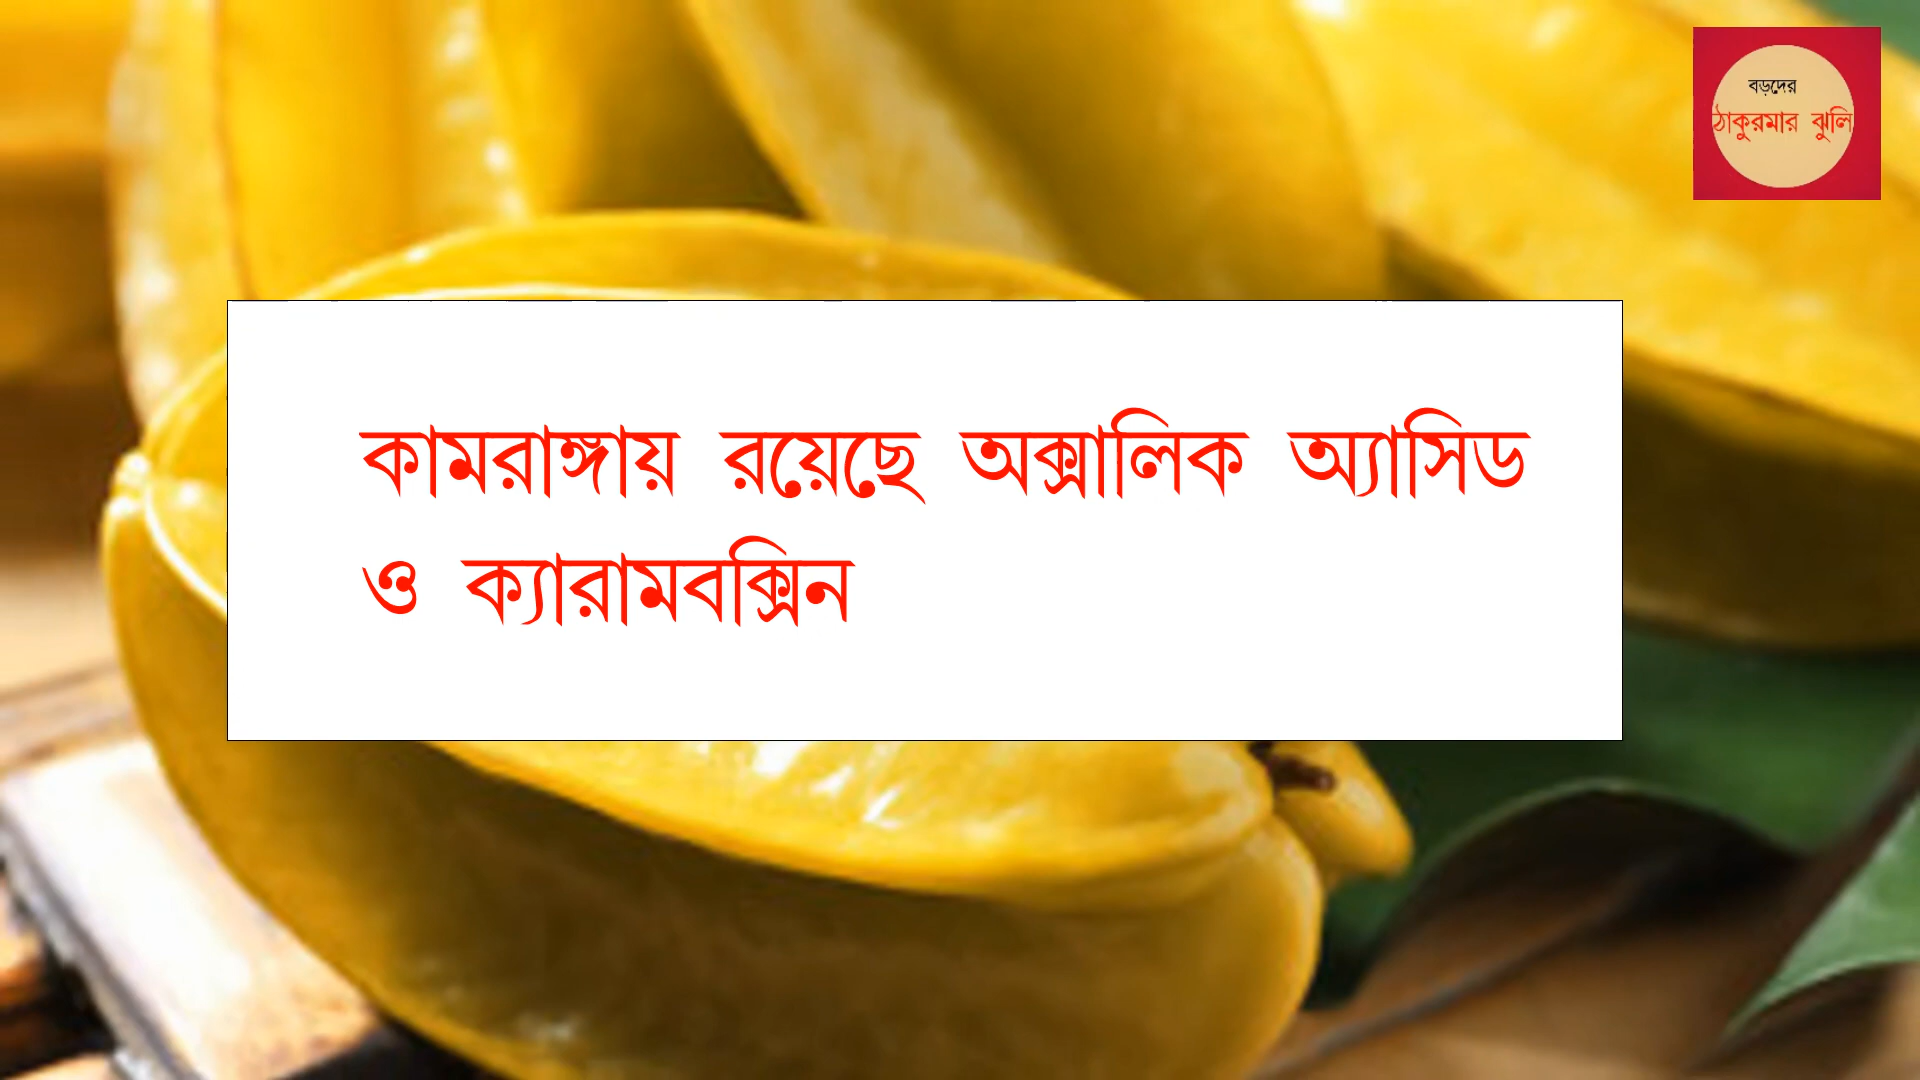 বড়দের
ঠাকুরমার ঝুলি
কামরাঙ্গায় রয়েছে অক্সালিক অ্যাসিড
ও ক্যারামবক্সিন